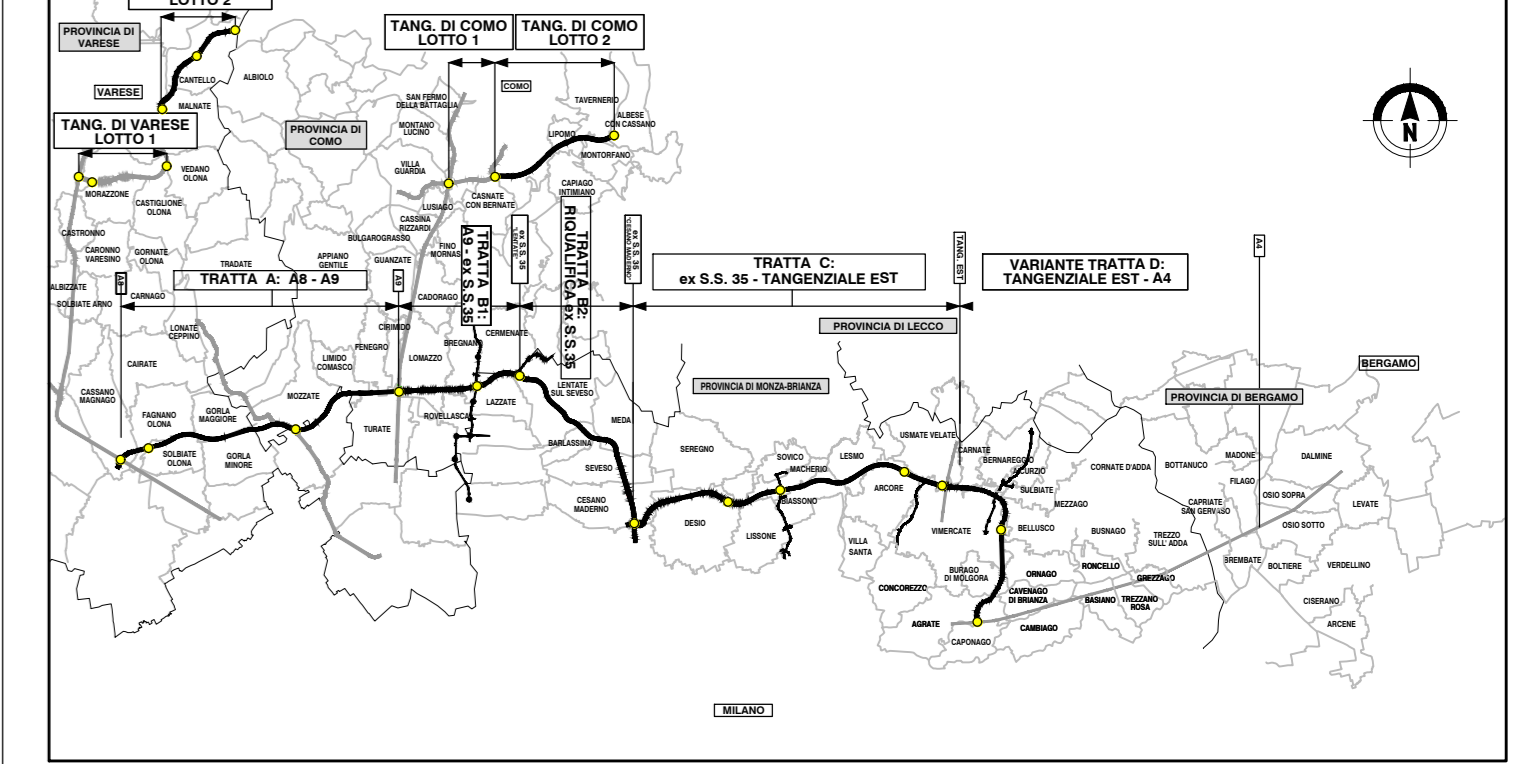 LOTTO 2
PROVINCIA DI
VARESE
TANG. DI COMO
LOTTO 1
TANG. DI COMO
LOTTO 2
CANTELLO
ALBIOLO
VARESE
MALNATE
COMO
SAN FERMO
DELLA BATTAGLIA
TAVERNERIO
ALBESE
CON CASSANO
TANG. DI VARESE
LOTTO 1
PROVINCIA DI
COMO
MONTANO
LUCINO
LIPOMO
MONTORFANO
N
VEDANO
OLONA
VILLA
GUARDIA
MORAZZONE
CASTIGLIONE
OLONA
CASNATE
CON BERNATE
CAPIAGO
INTIMIANO
LUSIAGO
CASSINA
RIZZARDI
CASTRONNO
BULGAROGRASSO
CARONNO
VARESINO
GORNATE
OLONA
FINO
MORNAS
TRADATE
APPIANO
GENTILE
GUANZATE
TRATTA B1:
A9 - ex S.S.35
ex S.S. 35
"LENTATE"
TRATTA B2:
RIQUALIFICA ex S.S.35
ex S.S. 35
"CESANO MADERNO"
TANG. EST
A4
TRATTA C:
ex S.S. 35 - TANGENZIALE EST
VARIANTE TRATTA D:
TANGENZIALE EST - A4
A8
TRATTA A: A8 - A9
A9
ALBIZZATE
SOLBIATE ARNO
CARNAGO
CADORAGO
LONATE
CEPPINO
CIRIMIDO
CERMENATE
PROVINCIA DI LECCO
FENEGRO
BREGNANO
LIMIDO
COMASCO
LOMAZZO
CAIRATE
BERGAMO
CASSANO
MAGNAGO
MOZZATE
LENTATE
SUL SEVESO
PROVINCIA DI MONZA-BRIANZA
PROVINCIA DI BERGAMO
LAZZATE
FAGNANO
OLONA
GORLA
MAGGIORE
ROVELLASCA
TURATE
MEDA
USMATE VELATE
BARLASSINA
SEREGNO
CARNATE
SOLBIATE
OLONA
GORLA
MINORE
SOVICO
LESMO
MADONE
DALMINE
BERNAREGGIO
MACHERIO
SEVESO
CORNATE D'ADDA
BOTTANUCO
FILAGO
ARCORE
SULBIATE
OSIO SOPRA
CESANO
MADERNO
BIASSONO
MEZZAGO
CAPRIATE
SAN GERVASO
LEVATE
DESIO
LISSONE
VIMERCATE
BELLUSCO
BUSNAGO
OSIO SOTTO
VILLA
SANTA
TREZZO
SULL' ADDA
BREMBATE
BOLTIERE
VERDELLINO
BURAGO
DI MOLGORA
ORNAGO
RONCELLO
GREZZAGO
CONCOREZZO
CAVENAGO
DI BRIANZA
BASIANO
TREZZANO
ROSA
CISERANO
AGRATE
CAMBIAGO
ARCENE
CAPONAGO
MILANO